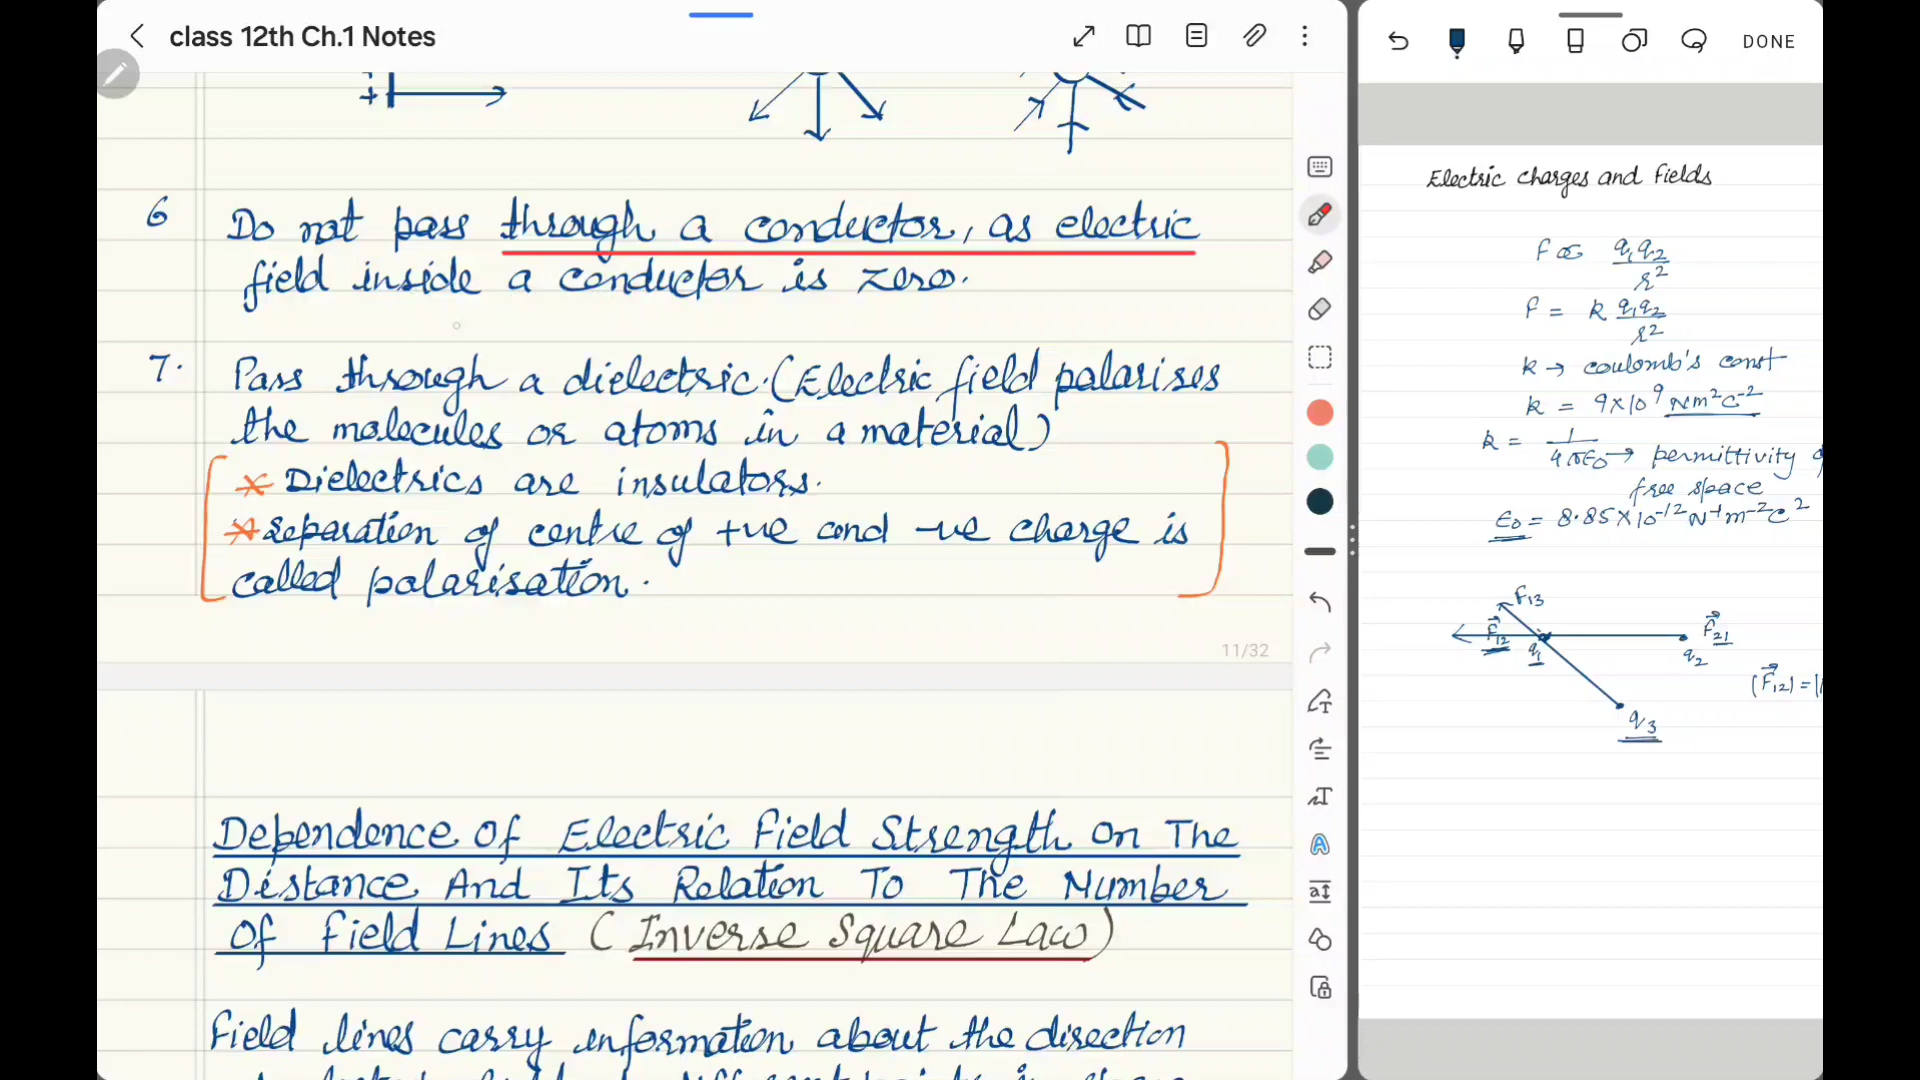 class 12th Ch.1 Notes
6 Do not pass through a conductor, as electric
field inside a conductor is zero.
7. Pass through a dielectric. (Electric field polarises
the molecules or atoms in a material)
* Dielectrics are insulators.
* Separation of centre of +ve and -ve charge is
called polarisation.
11/32
Dependence Of Electric Field Strength On The
Distance And Its Relation To The Number
Of Field Lines (Inverse Square Law)
Field lines carry information about the direction
DONE
Electric charges and fields
F ∝ q1q2/r²
F = k q1q2/r²
k → coulomb's const
k = 9×10⁹ Nm²C⁻²
k = 1/4πε0 → permittivity
free space
ε0 = 8.85×10⁻¹² N⁻¹m⁻²C²
F13
F12
q1
F21
q2
(F12) =
q3